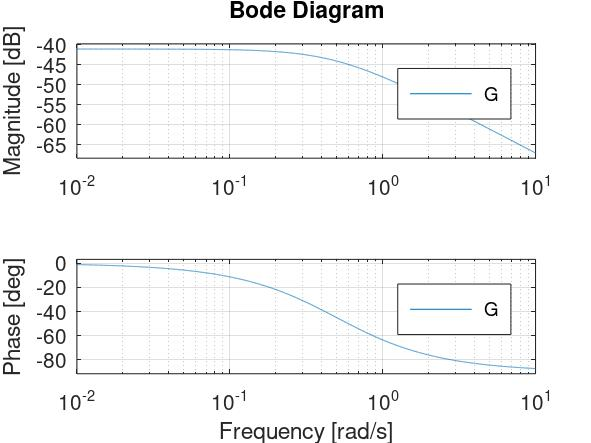 Bode Diagram
Magnitude [dB]
-40
-45
-50
-55
-60
-65
G
10^-2 10^-1 10^0 10^1
Phase [deg]
0
-20
-40
-60
-80
G
10^-2 10^-1 10^0 10^1
Frequency [rad/s]